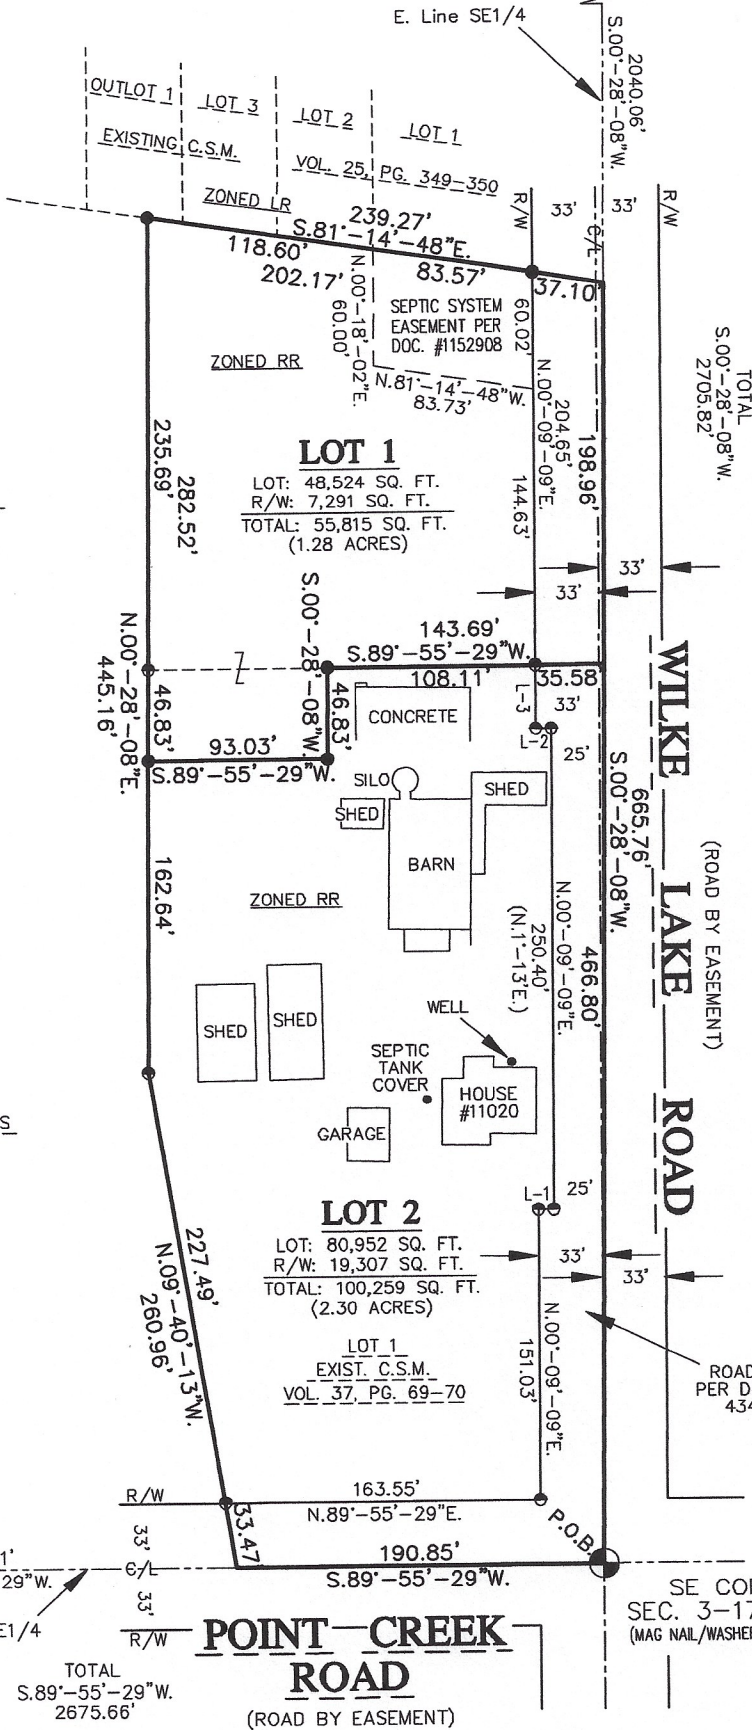 E. Line SE1/4
2040.06'
S.00°-28'-08"W.
OUTLOT 1
LOT 3
LOT 2
LOT 1
EXISTING C.S.M.
VOL. 25, PG. 349-350
ZONED LR
R/W
33'
C/L
33'
R/W
239.27'
S.81°-14'-48"E.
118.60'
202.17'
83.57'
37.10'
N.00°-18'-02"E.
60.00'
SEPTIC SYSTEM
EASEMENT PER
DOC. #1152908
60.02'
N.81°-14'-48"W.
83.73'
ZONED RR
TOTAL
S.00°-28'-08"W.
2705.82'
N.00°-09'-09"E.
204.65'
144.63'
198.96'
235.69'
282.52'
LOT 1
LOT: 48,524 SQ. FT.
R/W: 7,291 SQ. FT.
TOTAL: 55,815 SQ. FT.
(1.28 ACRES)
33'
33'
143.69'
S.89°-55'-29"W.
108.11'
35.58'
S.00°-28'-08"W.
46.83'
N.00°-28'-08"E.
445.16'
46.83'
93.03'
S.89°-55'-29"W.
L-3
33'
L-2
25'
CONCRETE
SILO
SHED
SHED
BARN
WILKE LAKE ROAD
(ROAD BY EASEMENT)
665.76'
S.00°-28'-08"W.
466.80'
N.00°-09'-09"E.
250.40'
(N.1°-13'E.)
162.64'
ZONED RR
SHED
SHED
WELL
SEPTIC
TANK
COVER
HOUSE
#11020
GARAGE
L-1
25'
LOT 2
LOT: 80,952 SQ. FT.
R/W: 19,307 SQ. FT.
TOTAL: 100,259 SQ. FT.
(2.30 ACRES)
33'
33'
227.49'
N.09°-40'-13"W.
260.96'
LOT 1
EXIST. C.S.M.
VOL. 37, PG. 69-70
N.00°-09'-09"E.
151.03'
ROAD
PER D
434
R/W
163.55'
N.89°-55'-29"E.
33.47'
P.O.B.
33'
C/L
33'
R/W
190.85'
S.89°-55'-29"W.
1'
29"W.
E1/4
S
SE CO
SEC. 3-17
(MAG NAIL/WASHE
POINT CREEK
ROAD
(ROAD BY EASEMENT)
TOTAL
S.89°-55'-29"W.
2675.66'